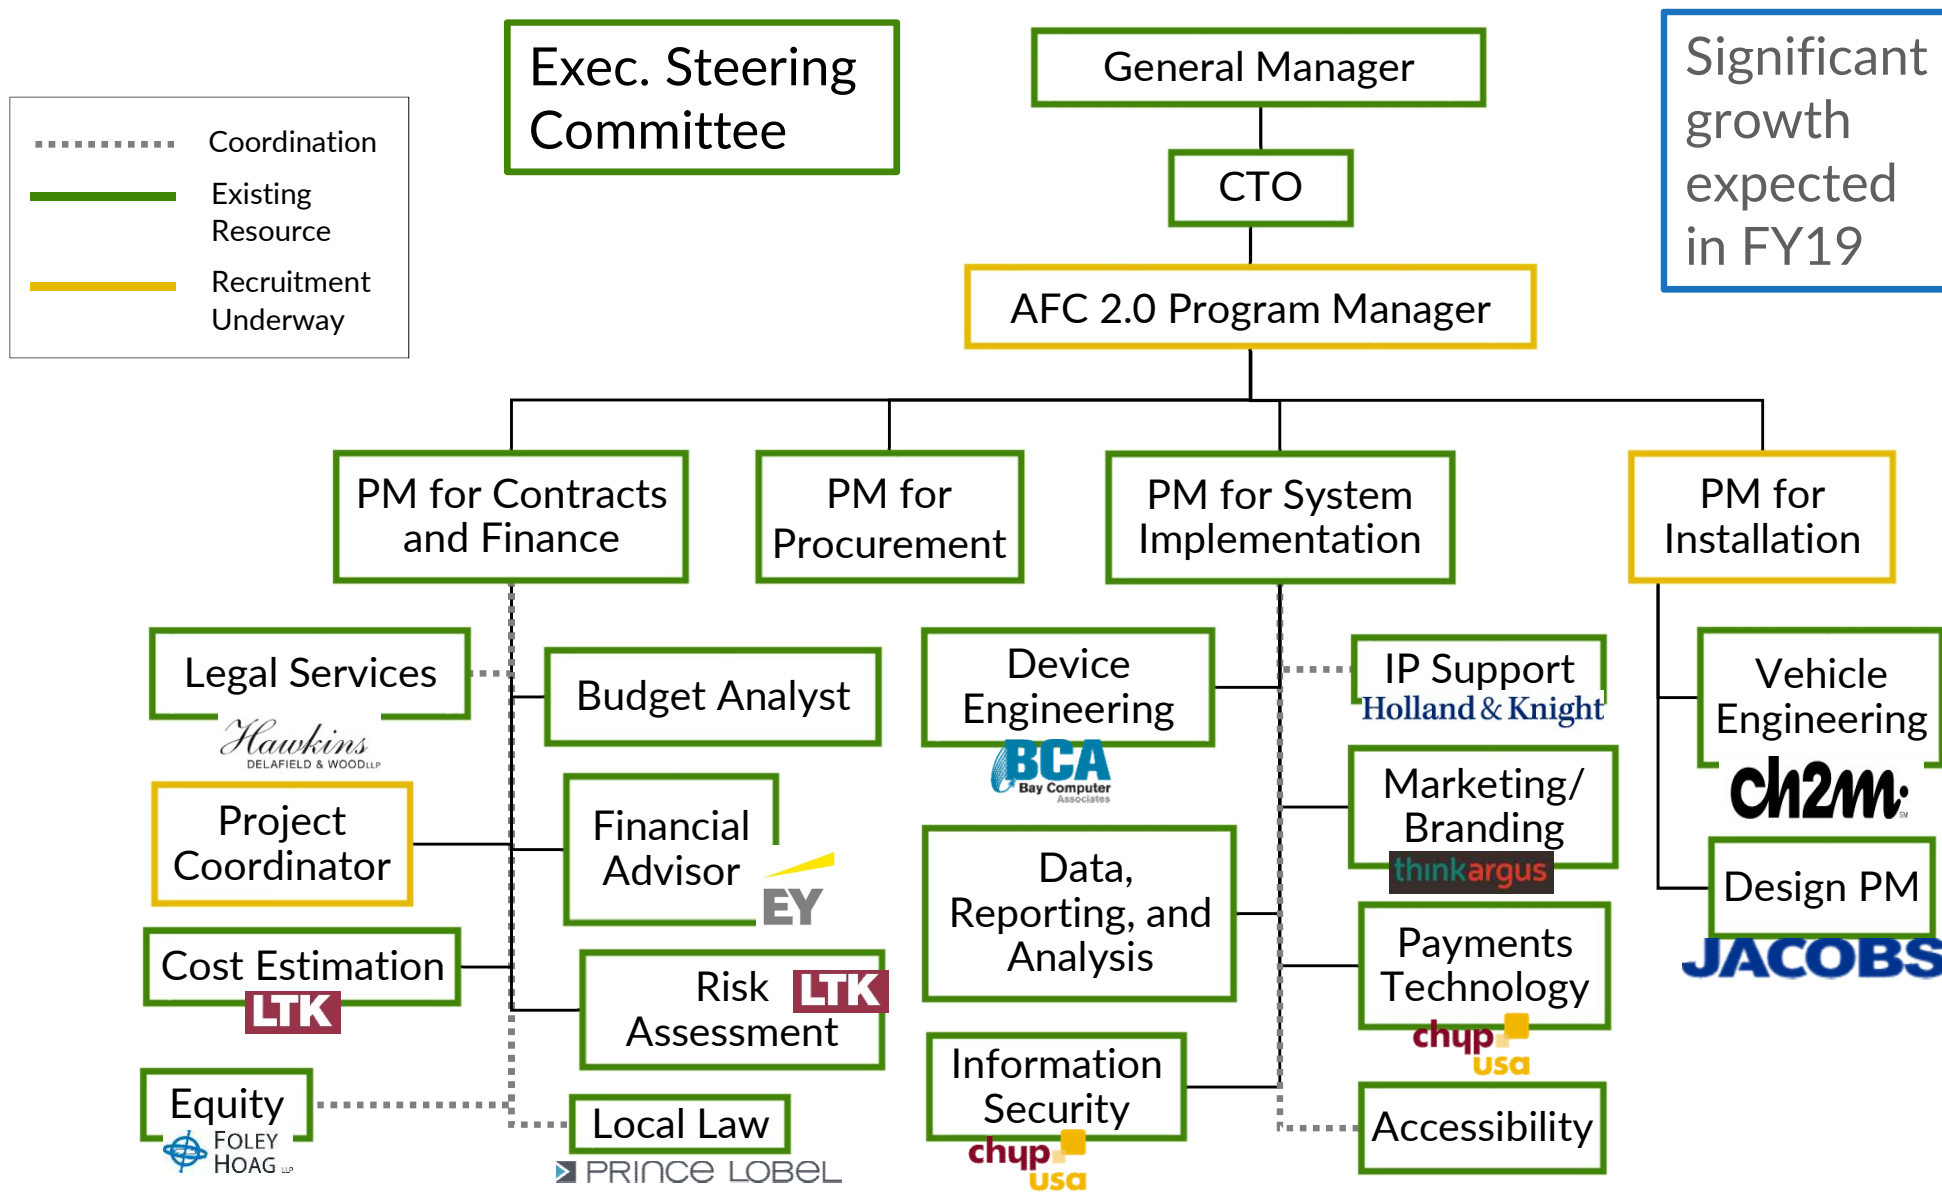 Exec. Steering
Committee
General Manager
Significant
growth
expected
in FY19
Coordination
Existing
Resource
Recruitment
Underway
CTO
AFC 2.0 Program Manager
PM for Contracts
and Finance
PM for
Procurement
PM for System
Implementation
PM for
Installation
Legal Services
Hawkins
DELAFIELD & WOOD LLP
Budget Analyst
Project
Coordinator
Financial
Advisor
EY
Cost Estimation
LTK
Risk
Assessment
LTK
Equity
FOLEY
HOAG LLP
Local Law
PRINCE LOBEL
Device
Engineering
BCA
Bay Computer
Associates
IP Support
Holland & Knight
Marketing/
Branding
thinkargus
Data,
Reporting, and
Analysis
Payments
Technology
chyp
usa
Information
Security
chyp
usa
Accessibility
Vehicle
Engineering
ch2m:
SM
Design PM
JACOBS